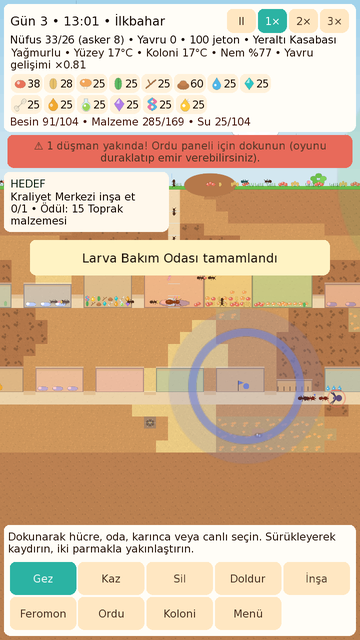 Gün 3 • 13:01 • İlkbahar
II
1×
2×
3×
Nüfus 33/26 (asker 8) • Yavru 0 • 100 jeton • Yeraltı Kasabası
Yağmurlu • Yüzey 17°C • Koloni 17°C • Nem %77 • Yavru
gelişimi ×0.81
38 28 25 25 25 60 25 25
25 25 25 25 25 25
Besin 91/104 • Malzeme 285/169 • Su 25/104
⚠ 1 düşman yakında! Ordu paneli için dokunun (oyunu
duraklatıp emir verebilirsiniz).
HEDEF
Kraliyet Merkezi inşa et
0/1 • Ödül: 15 Toprak
malzemesi
Larva Bakım Odası tamamlandı
Dokunarak hücre, oda, karınca veya canlı seçin. Sürükleyerek
kaydırın, iki parmakla yakınlaştırın.
Gez
Kaz
Sil
Doldur
İnşa
Feromon
Ordu
Koloni
Menü